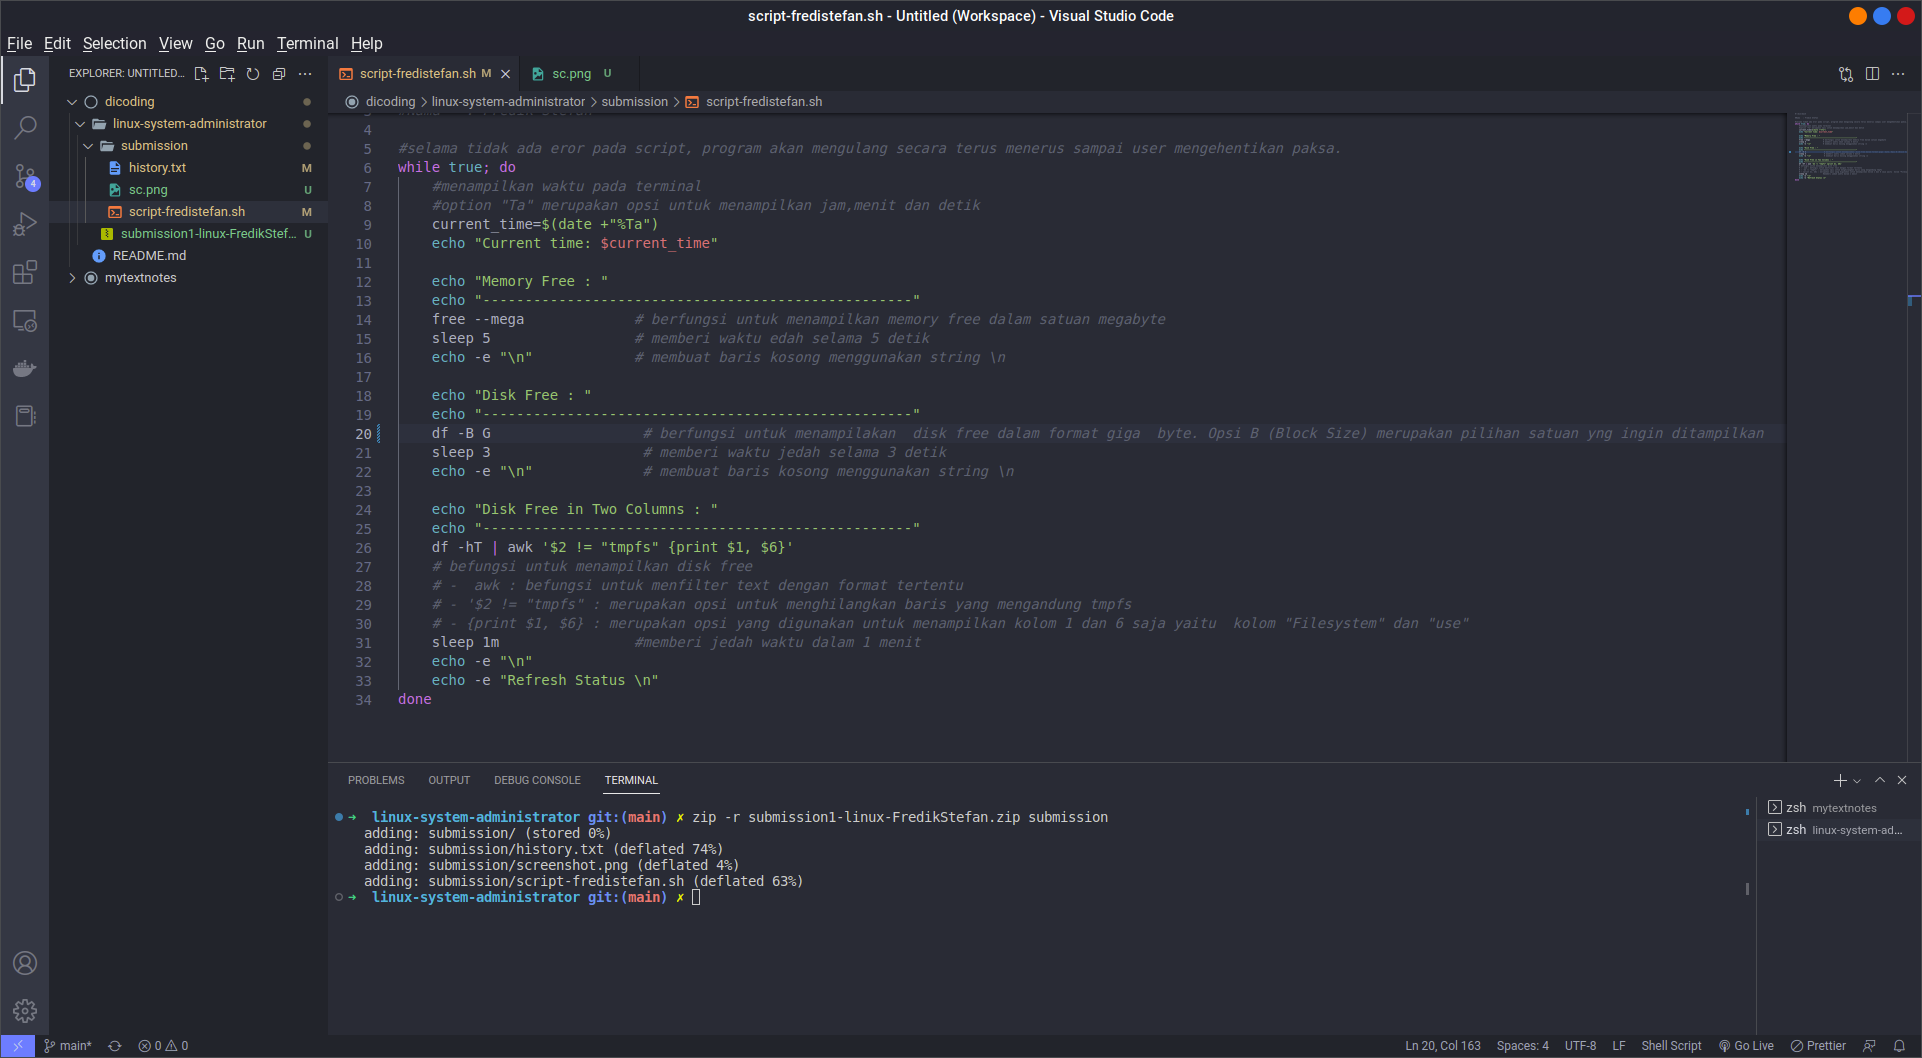 script-fredistefan.sh - Untitled (Workspace) - Visual Studio Code
File Edit Selection View Go Run Terminal Help
EXPLORER: UNTITLED...
script-fredistefan.sh M
sc.png U
dicoding
linux-system-administrator
submission
history.txt M
sc.png U
script-fredistefan.sh M
submission1-linux-FredikStef... U
README.md
mytextnotes
4
dicoding > linux-system-administrator > submission > script-fredistefan.sh
4
5 #selama tidak ada eror pada script, program akan mengulang secara terus menerus sampai user mengehentikan paksa.
6 while true; do
7 #menampilkan waktu pada terminal
8 #option "Ta" merupakan opsi untuk menampilkan jam,menit dan detik
9 current_time=$(date +"%Ta")
10 echo "Current time: $current_time"
11
12 echo "Memory Free : "
13 echo "---------------------------------------------------"
14 free --mega # berfungsi untuk menampilkan memory free dalam satuan megabyte
15 sleep 5 # memberi waktu edah selama 5 detik
16 echo -e "\n" # membuat baris kosong menggunakan string \n
17
18 echo "Disk Free : "
19 echo "---------------------------------------------------"
20 df -B G # berfungsi untuk menampilakan  disk free dalam format giga  byte. Opsi B (Block Size) merupakan pilihan satuan yng ingin ditampilkan
21 sleep 3 # memberi waktu jedah selama 3 detik
22 echo -e "\n" # membuat baris kosong menggunakan string \n
23
24 echo "Disk Free in Two Columns : "
25 echo "---------------------------------------------------"
26 df -hT | awk '$2 != "tmpfs" {print $1, $6}'
27 # befungsi untuk menampilkan disk free
28 # -  awk : befungsi untuk menfilter text dengan format tertentu
29 # - '$2 != "tmpfs" : merupakan opsi untuk menghilangkan baris yang mengandung tmpfs
30 # - {print $1, $6} : merupakan opsi yang digunakan untuk menampilkan kolom 1 dan 6 saja yaitu  kolom "Filesystem" dan "use"
31 sleep 1m #memberi jedah waktu dalam 1 menit
32 echo -e "\n"
33 echo -e "Refresh Status \n"
34 done
PROBLEMS OUTPUT DEBUG CONSOLE TERMINAL
➜ linux-system-administrator git:(main) ✗ zip -r submission1-linux-FredikStefan.zip submission
adding: submission/ (stored 0%)
adding: submission/history.txt (deflated 74%)
adding: submission/screenshot.png (deflated 4%)
adding: submission/script-fredistefan.sh (deflated 63%)
➜ linux-system-administrator git:(main) ✗
zsh mytextnotes
zsh linux-system-ad...
main* 0 0
Ln 20, Col 163 Spaces: 4 UTF-8 LF Shell Script Go Live Prettier